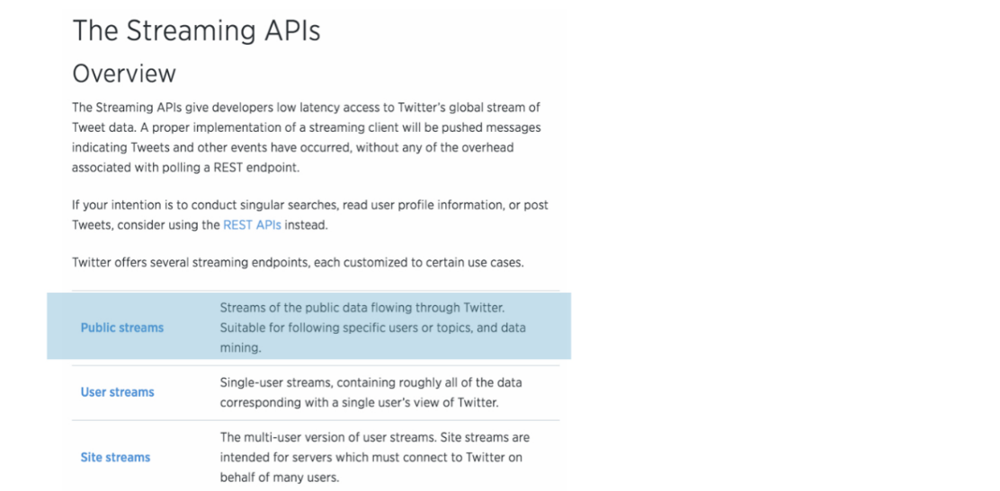 The Streaming APIs
Overview
The Streaming APIs give developers low latency access to Twitter's global stream of
Tweet data. A proper implementation of a streaming client will be pushed messages
indicating Tweets and other events have occurred, without any of the overhead
associated with polling a REST endpoint.
If your intention is to conduct singular searches, read user profile information, or post
Tweets, consider using the REST APIs instead.
Twitter offers several streaming endpoints, each customized to certain use cases.
Public streams
Streams of the public data flowing through Twitter.
Suitable for following specific users or topics, and data
mining.
User streams
Single-user streams, containing roughly all of the data
corresponding with a single user's view of Twitter.
Site streams
The multi-user version of user streams. Site streams are
intended for servers which must connect to Twitter on
behalf of many users.